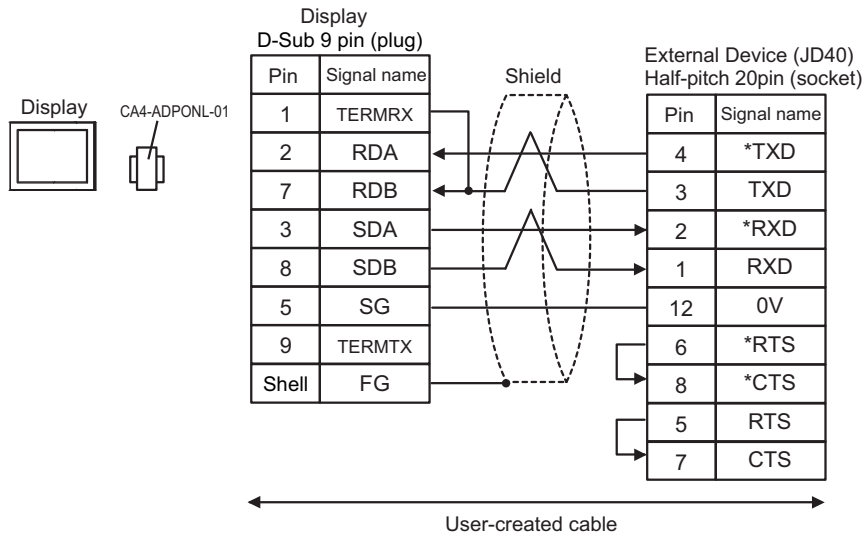 Display
D-Sub 9 pin (plug)
External Device (JD40)
Half-pitch 20pin (socket)
Display
CA4-ADPONL-01
Shield
Pin Signal name
1 TERMRX
2 RDA
7 RDB
3 SDA
8 SDB
5 SG
9 TERMTX
Shell FG
Pin Signal name
4 *TXD
3 TXD
2 *RXD
1 RXD
12 0V
6 *RTS
8 *CTS
5 RTS
7 CTS
User-created cable